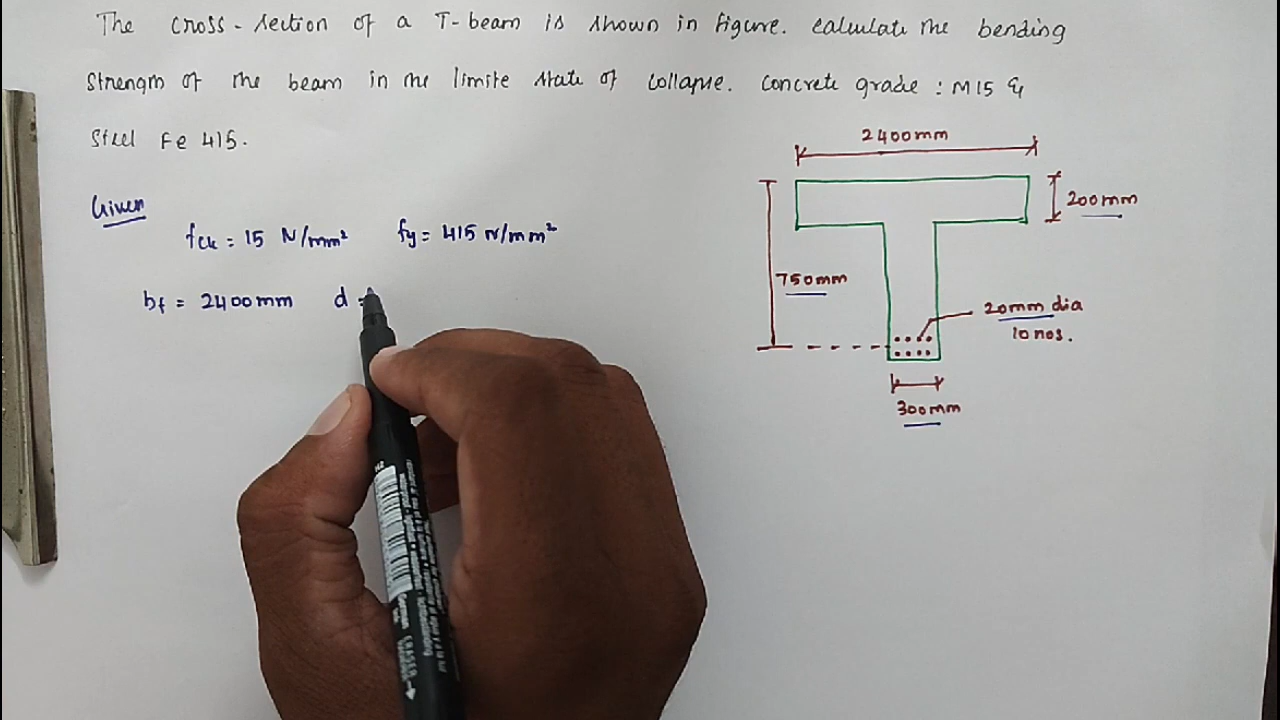 The cross-section of a T-beam is shown in figure. calculate the bending
strength of the beam in the limite state of collapse. concrete grade : M15 &
Steel Fe 415.
Given
fck = 15 N/mm² fy = 415 N/mm²
bf = 2400mm d =
2400mm
200mm
750mm
20mm dia
10 nos.
300mm